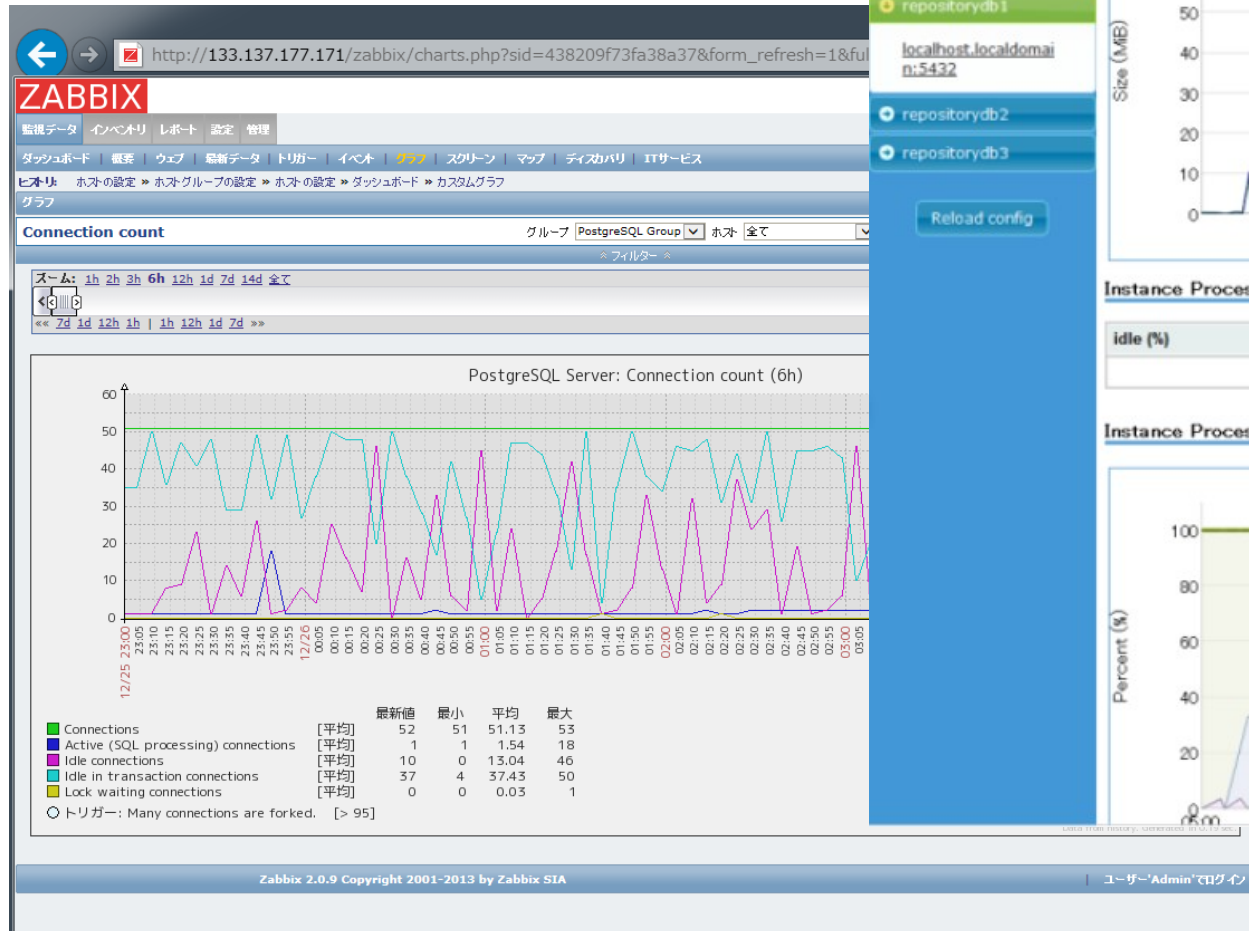 http://133.137.177.171/zabbix/charts.php?sid=438209f73fa38a37&form_refresh=1&ful
ZABBIX
監視データ インベントリ レポート 設定 管理
ダッシュボード | 概要 | ウェブ | 最新データ | トリガー | イベント | グラフ | スクリーン | マップ | ディスカバリ | ITサービス
ヒストリ: ホストの設定 » ホストグループの設定 » ホストの設定 » ダッシュボード » カスタムグラフ
グラフ
Connection count グループ PostgreSQL Group ホスト 全て
フィルター
ズーム: 1h 2h 3h 6h 12h 1d 7d 14d 全て
«« 7d 1d 12h 1h | 1h 12h 1d 7d »»
PostgreSQL Server: Connection count (6h)
60
50
40
30
20
10
0
12/25 23:00 23:05 23:10 23:15 23:20 23:25 23:30 23:35 23:40 23:45 23:50 23:55 12/26 00:05 00:10 00:15 00:20 00:25 00:30 00:35 00:40 00:45 00:50 00:55 01:00 01:05 01:10 01:15 01:20 01:25 01:30 01:35 01:40 01:45 01:50 01:55 02:00 02:05 02:10 02:15 02:20 02:25 02:30 02:35 02:40 02:45 02:50 02:55 03:00 03:05
最新値 最小 平均 最大
Connections [平均] 52 51 51.13 53
Active (SQL processing) connections [平均] 1 1 1.54 18
Idle connections [平均] 10 0 13.04 46
Idle in transaction connections [平均] 37 4 37.43 50
Lock waiting connections [平均] 0 0 0.03 1
トリガー: Many connections are forked. [> 95]
Zabbix 2.0.9 Copyright 2001-2013 by Zabbix SIA
ユーザー'Admin'でログイン
repositorydb1
localhost.localdomai
n:5432
repositorydb2
repositorydb3
Reload config
Size (MiB)
50
40
30
20
10
0
Instance Proces
idle (%)
Instance Proces
Percent (%)
100
80
60
40
20
0
05:00